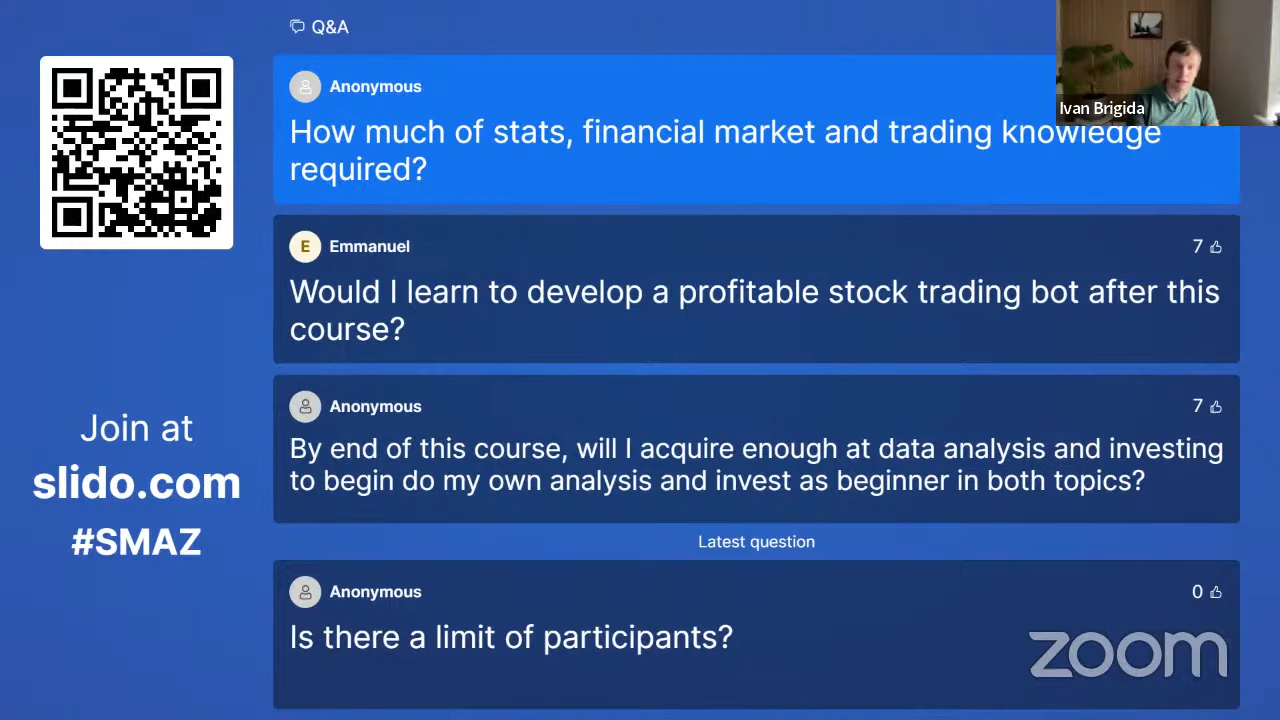 Q&A
Anonymous
How much of stats, financial market and trading knowledge
required?
Ivan Brigida
E Emmanuel 7
Would I learn to develop a profitable stock trading bot after this
course?
Anonymous 7
By end of this course, will I acquire enough at data analysis and investing
to begin do my own analysis and invest as beginner in both topics?
Join at
slido.com
#SMAZ
Latest question
Anonymous 0
Is there a limit of participants?
zoom